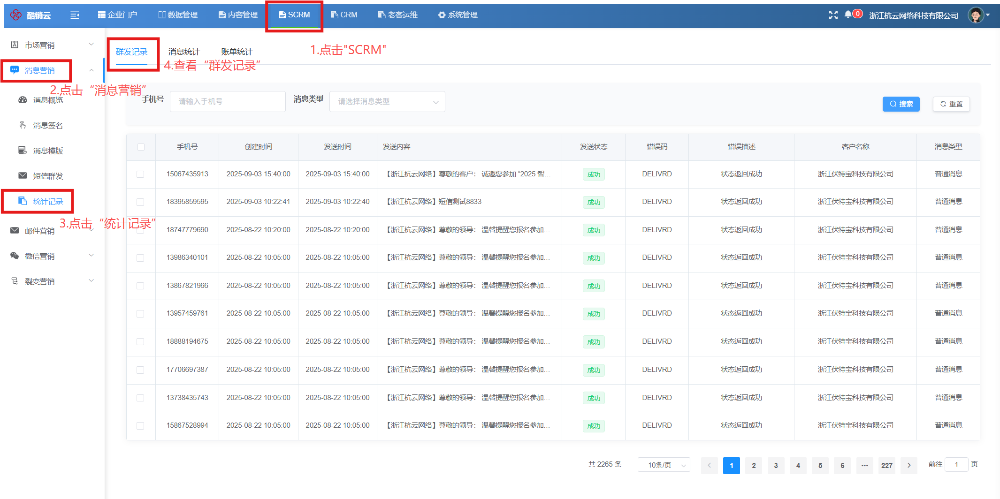 酷销云 企业门户 数据管理 内容管理 SCRM CRM 老客运维 系统管理 0 浙江杭云网络科技有限公司
市场营销
消息营销
消息概览
消息签名
消息模版
短信群发
统计记录
邮件营销
微信营销
裂变营销
群发记录 消息统计 账单统计
1.点击"SCRM"
4.查看“群发记录”
2.点击“消息营销”
3.点击“统计记录”
手机号 请输入手机号 消息类型 请选择消息类型 搜索 重置
手机号 创建时间 发送时间 发送内容 发送状态 错误码 错误描述 客户名称 消息类型
15067435913 2025-09-03 15:40:00 2025-09-03 15:40:00 【浙江杭云网络】尊敬的客户： 诚邀您参加 “2025 智... 成功 DELIVRD 状态返回成功 浙江伏特宝科技有限公司 普通消息
18395859595 2025-09-03 10:22:41 2025-09-03 10:22:40 【浙江杭云网络】短信测试8833 成功 DELIVRD 状态返回成功 浙江伏特宝科技有限公司 普通消息
18747779690 2025-08-22 10:20:00 2025-08-22 10:20:00 【浙江杭云网络】尊敬的领导： 温馨提醒您报名参加... 成功 DELIVRD 状态返回成功 浙江伏特宝科技有限公司 普通消息
13986340101 2025-08-22 10:05:00 2025-08-22 10:05:00 【浙江杭云网络】尊敬的领导： 温馨提醒您报名参加... 成功 DELIVRD 状态返回成功 浙江伏特宝科技有限公司 普通消息
13867821966 2025-08-22 10:05:00 2025-08-22 10:05:00 【浙江杭云网络】尊敬的领导： 温馨提醒您报名参加... 成功 DELIVRD 状态返回成功 浙江伏特宝科技有限公司 普通消息
13957459761 2025-08-22 10:05:00 2025-08-22 10:05:00 【浙江杭云网络】尊敬的领导： 温馨提醒您报名参加... 成功 DELIVRD 状态返回成功 浙江伏特宝科技有限公司 普通消息
18888194675 2025-08-22 10:05:00 2025-08-22 10:05:00 【浙江杭云网络】尊敬的领导： 温馨提醒您报名参加... 成功 DELIVRD 状态返回成功 浙江伏特宝科技有限公司 普通消息
17706697387 2025-08-22 10:05:00 2025-08-22 10:05:00 【浙江杭云网络】尊敬的领导： 温馨提醒您报名参加... 成功 DELIVRD 状态返回成功 浙江伏特宝科技有限公司 普通消息
13738435743 2025-08-22 10:05:00 2025-08-22 10:05:00 【浙江杭云网络】尊敬的领导： 温馨提醒您报名参加... 成功 DELIVRD 状态返回成功 浙江伏特宝科技有限公司 普通消息
15867528994 2025-08-22 10:05:00 2025-08-22 10:05:00 【浙江杭云网络】尊敬的领导： 温馨提醒您报名参加... 成功 DELIVRD 状态返回成功 浙江伏特宝科技有限公司 普通消息
共 2265 条 10条/页 1 2 3 4 5 6 ... 227 前往 1 页